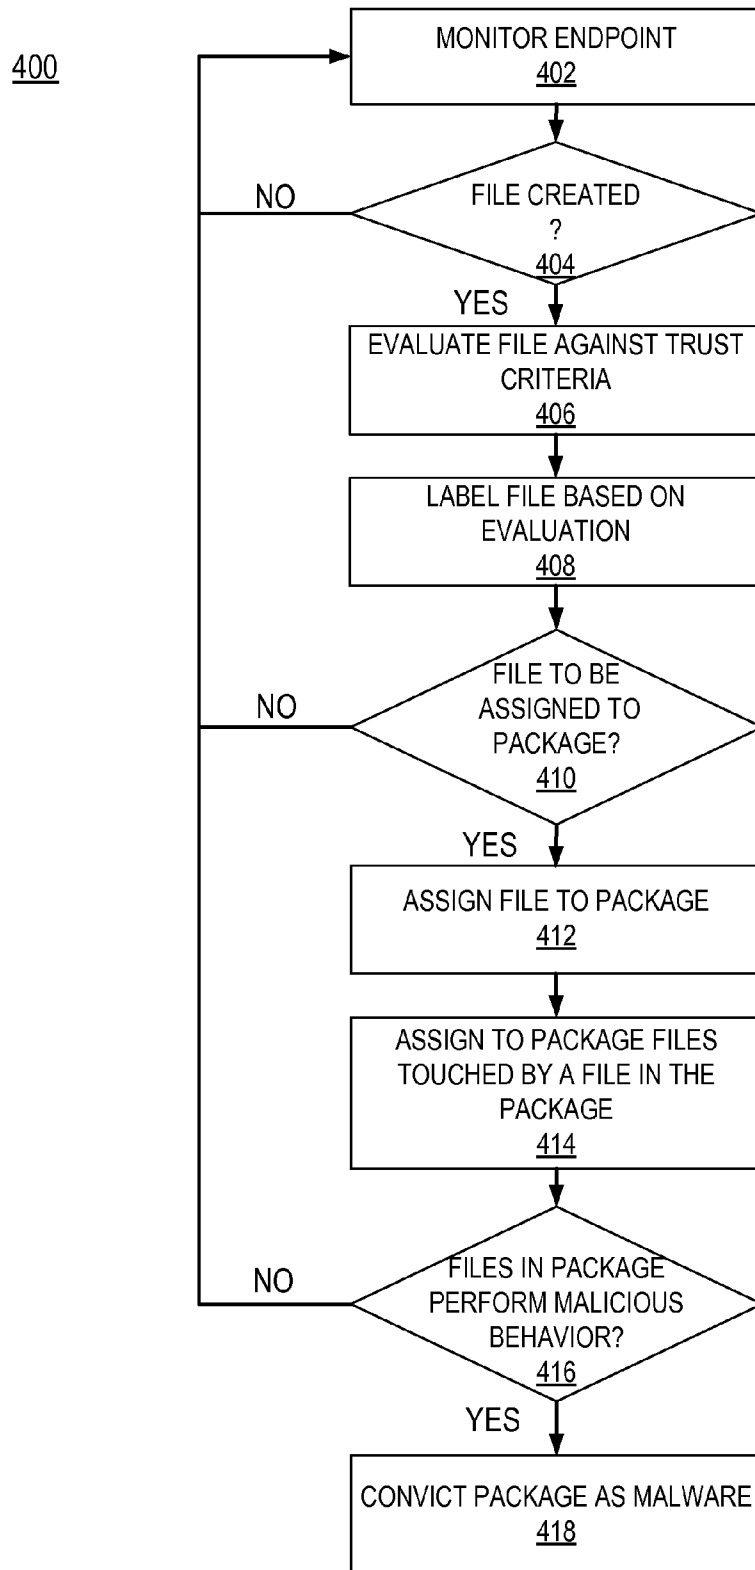 400
MONITOR ENDPOINT
402
NO
FILE CREATED
?
404
YES
EVALUATE FILE AGAINST TRUST
CRITERIA
406
LABEL FILE BASED ON
EVALUATION
408
NO
FILE TO BE
ASSIGNED TO
PACKAGE?
410
YES
ASSIGN FILE TO PACKAGE
412
ASSIGN TO PACKAGE FILES
TOUCHED BY A FILE IN THE
PACKAGE
414
NO
FILES IN PACKAGE
PERFORM MALICIOUS
BEHAVIOR?
416
YES
CONVICT PACKAGE AS MALWARE
418